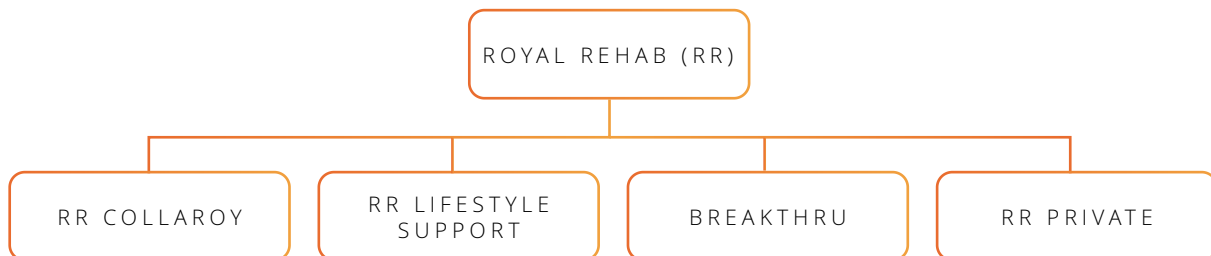 ROYAL REHAB (RR)
RR COLLAROY
RR LIFESTYLE
SUPPORT
BREAKTHRU
RR PRIVATE